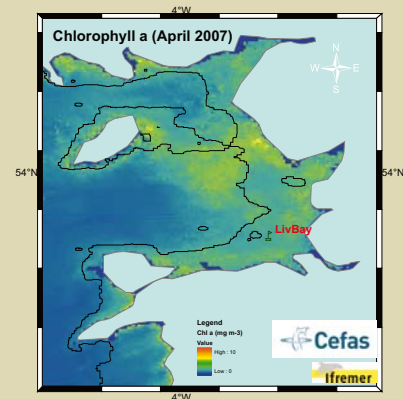 4°W
Chlorophyll a (April 2007)
N
W E
S
54°N 54°N
LivBay
Legend
Chl a (mg m-3)
Value
High : 10
Low : 0
Cefas
Ifremer
4°W